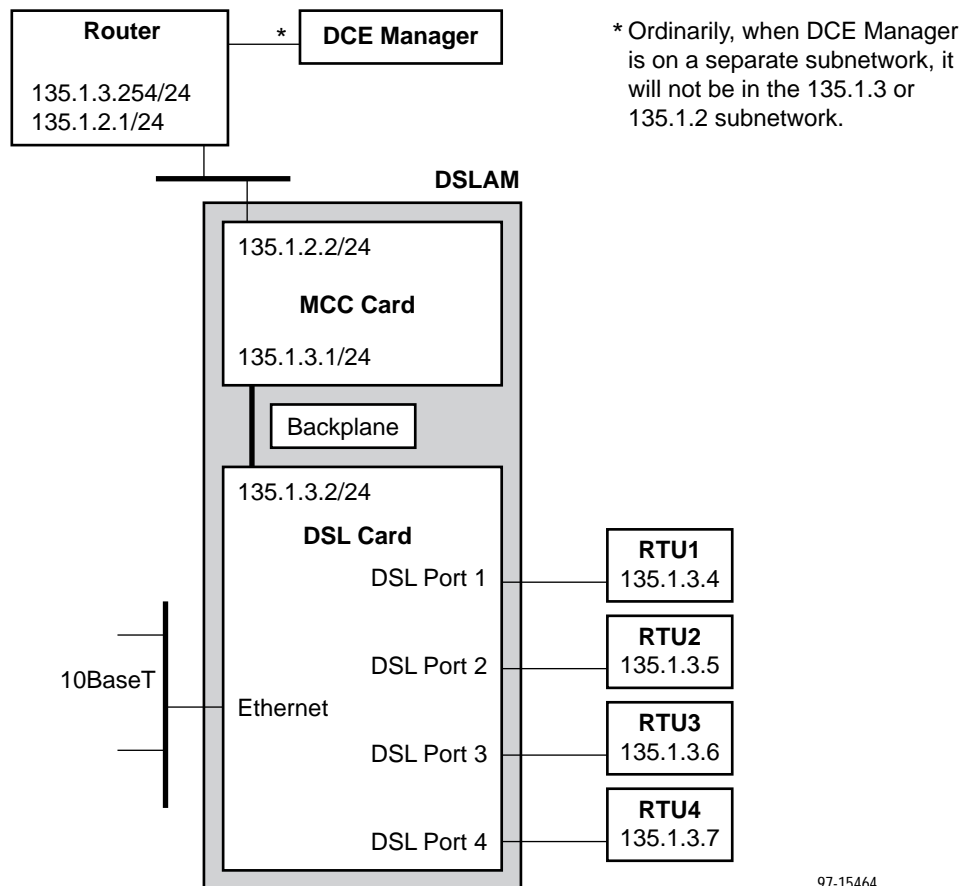 Router
135.1.3.254/24
135.1.2.1/24
*
DCE Manager
* Ordinarily, when DCE Manager
is on a separate subnetwork, it
will not be in the 135.1.3 or
135.1.2 subnetwork.
DSLAM
135.1.2.2/24
MCC Card
135.1.3.1/24
Backplane
135.1.3.2/24
DSL Card
DSL Port 1
RTU1
135.1.3.4
DSL Port 2
RTU2
135.1.3.5
10BaseT
Ethernet
DSL Port 3
RTU3
135.1.3.6
DSL Port 4
RTU4
135.1.3.7
97-15464